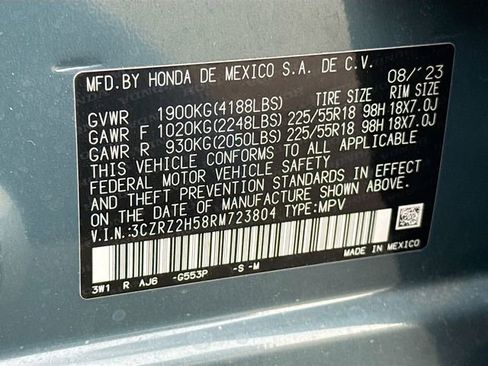 MFD.BY HONDA DE MEXICO S.A. DE C.V. 08/'23
TIRE SIZE RIM SIZE
GVWR 1900KG(4188LBS)
GAWR F 1020KG(2248LBS) 225/55R18 98H 18X7.0J
GAWR R 930KG(2050LBS) 225/55R18 98H 18X7.0J
THIS VEHICLE CONFORMS TO ALL APPLICABLE
FEDERAL MOTOR VEHICLE SAFETY
AND THEFT PREVENTION STANDARDS IN EFFECT
ON THE DATE OF MANUFACTURE SHOWN ABOVE.
V.I.N.:3CZRZ2H58RM723804 TYPE:MPV
3W1 R AJ6 -G553P -S -M MADE IN MEXICO